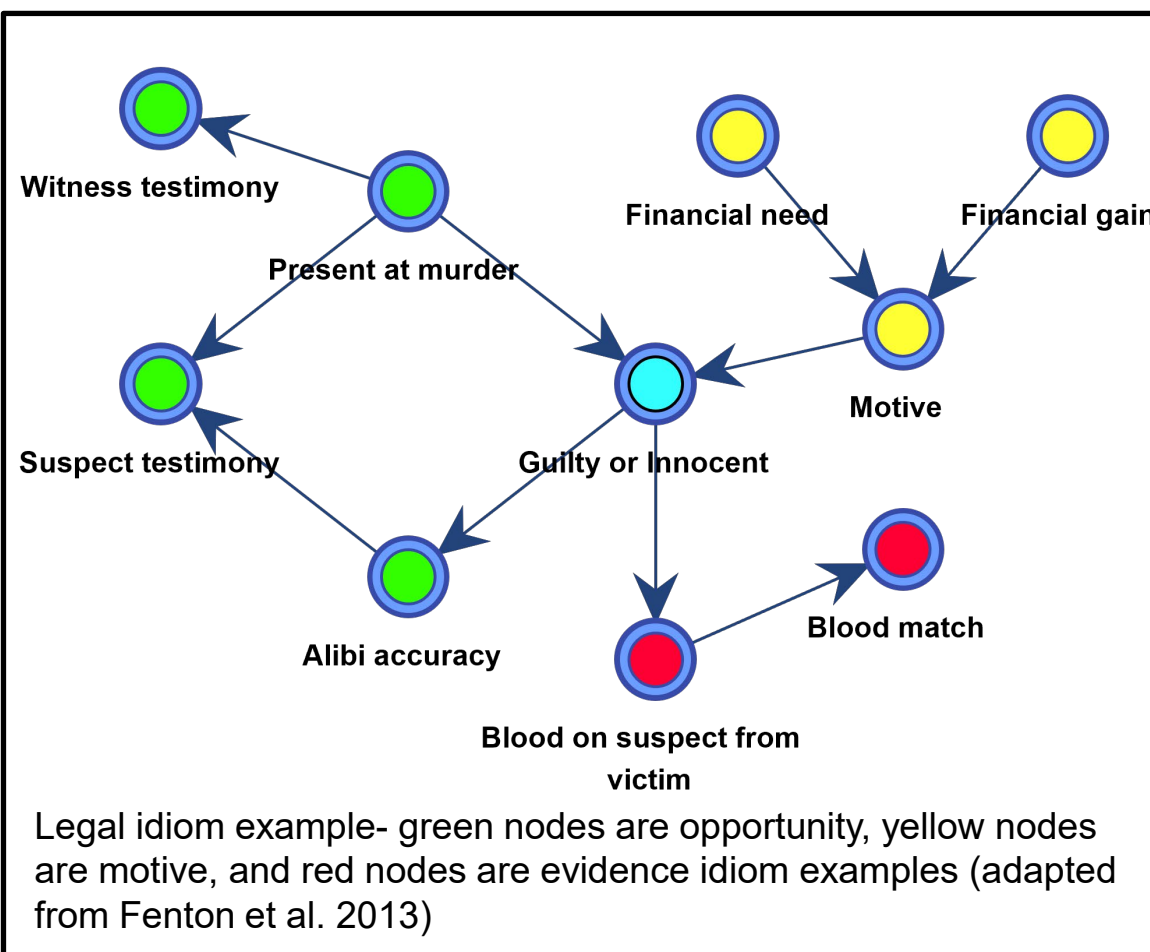 Witness testimony
Financial need
Financial gain
Present at murder
Motive
Suspect testimony
Guilty or Innocent
Blood match
Alibi accuracy
Blood on suspect from
victim
Legal idiom example- green nodes are opportunity, yellow nodes
are motive, and red nodes are evidence idiom examples (adapted
from Fenton et al. 2013)